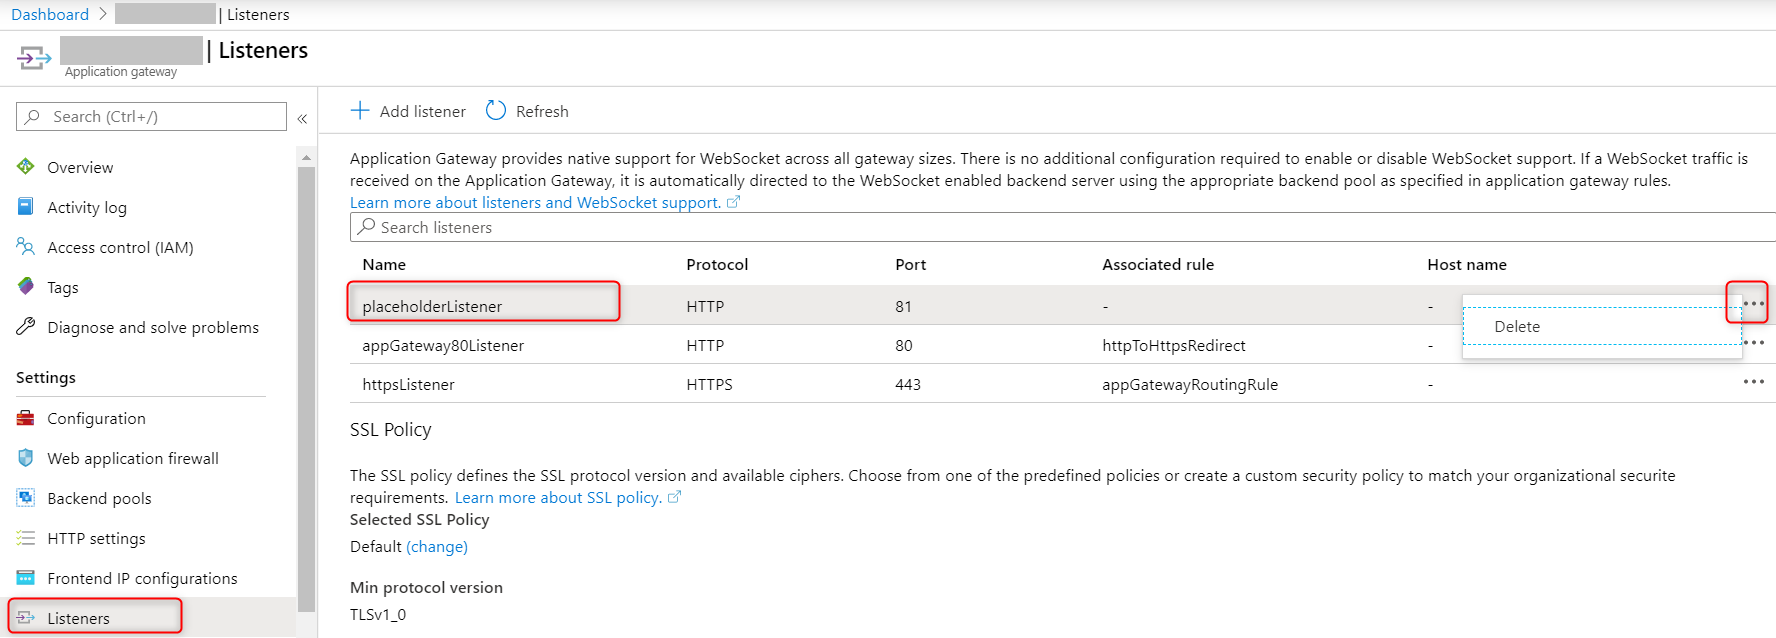 Dashboard > | Listeners
| Listeners
Application gateway
Search (Ctrl+/)
«
Overview
Activity log
Access control (IAM)
Tags
Diagnose and solve problems
Settings
Configuration
Web application firewall
Backend pools
HTTP settings
Frontend IP configurations
Listeners
+ Add listener Refresh
Application Gateway provides native support for WebSocket across all gateway sizes. There is no additional configuration required to enable or disable WebSocket support. If a WebSocket traffic is
received on the Application Gateway, it is automatically directed to the WebSocket enabled backend server using the appropriate backend pool as specified in application gateway rules.
Learn more about listeners and WebSocket support.
Search listeners
Name Protocol Port Associated rule Host name
placeholderListener HTTP 81 - - ...
Delete
appGateway80Listener HTTP 80 httpToHttpsRedirect - ...
httpsListener HTTPS 443 appGatewayRoutingRule - ...
SSL Policy
The SSL policy defines the SSL protocol version and available ciphers. Choose from one of the predefined policies or create a custom security policy to match your organizational securite
requirements. Learn more about SSL policy.
Selected SSL Policy
Default (change)
Min protocol version
TLSv1_0